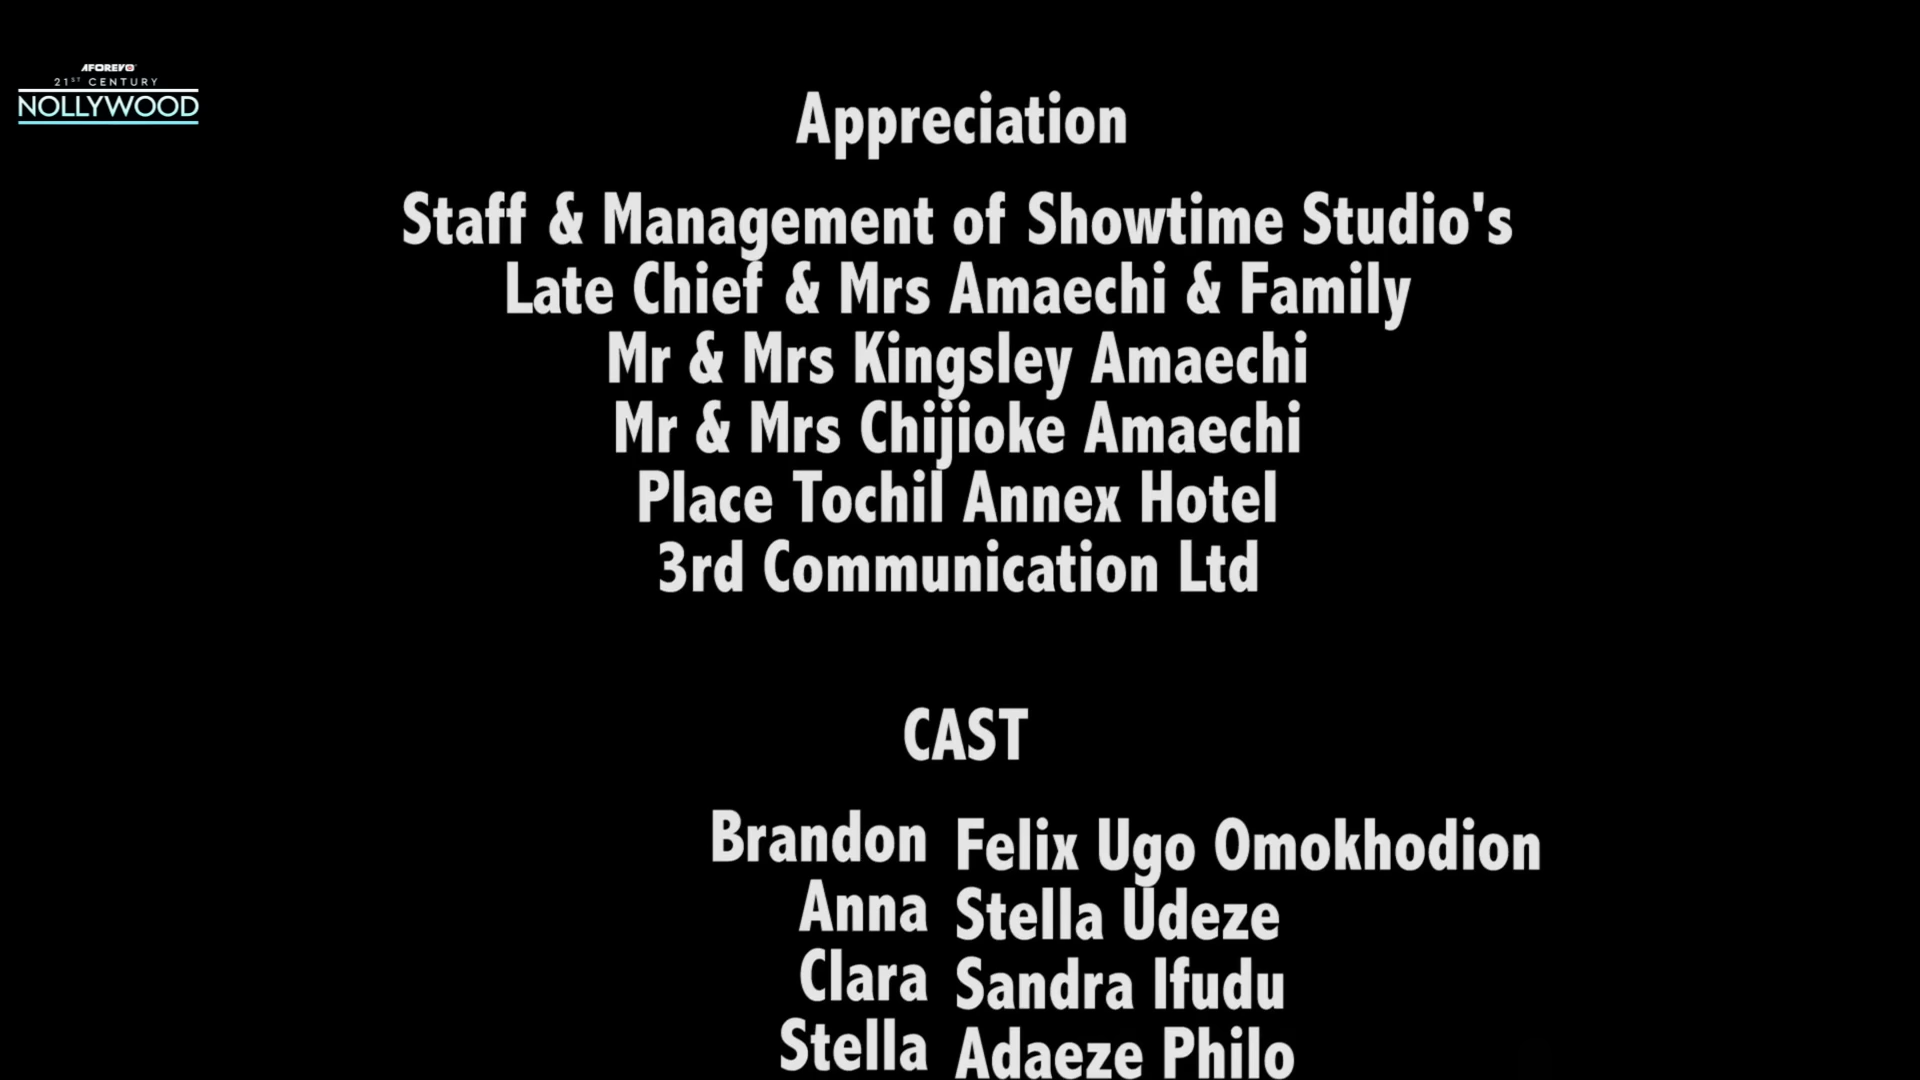 AFOREVO
21ST CENTURY
NOLLYWOOD
Appreciation
Staff & Management of Showtime Studio's
Late Chief & Mrs Amaechi & Family
Mr & Mrs Kingsley Amaechi
Mr & Mrs Chijioke Amaechi
Place Tochil Annex Hotel
3rd Communication Ltd
CAST
Brandon Felix Ugo Omokhodion
Anna Stella Udeze
Clara Sandra Ifudu
Stella Adaeze Philo